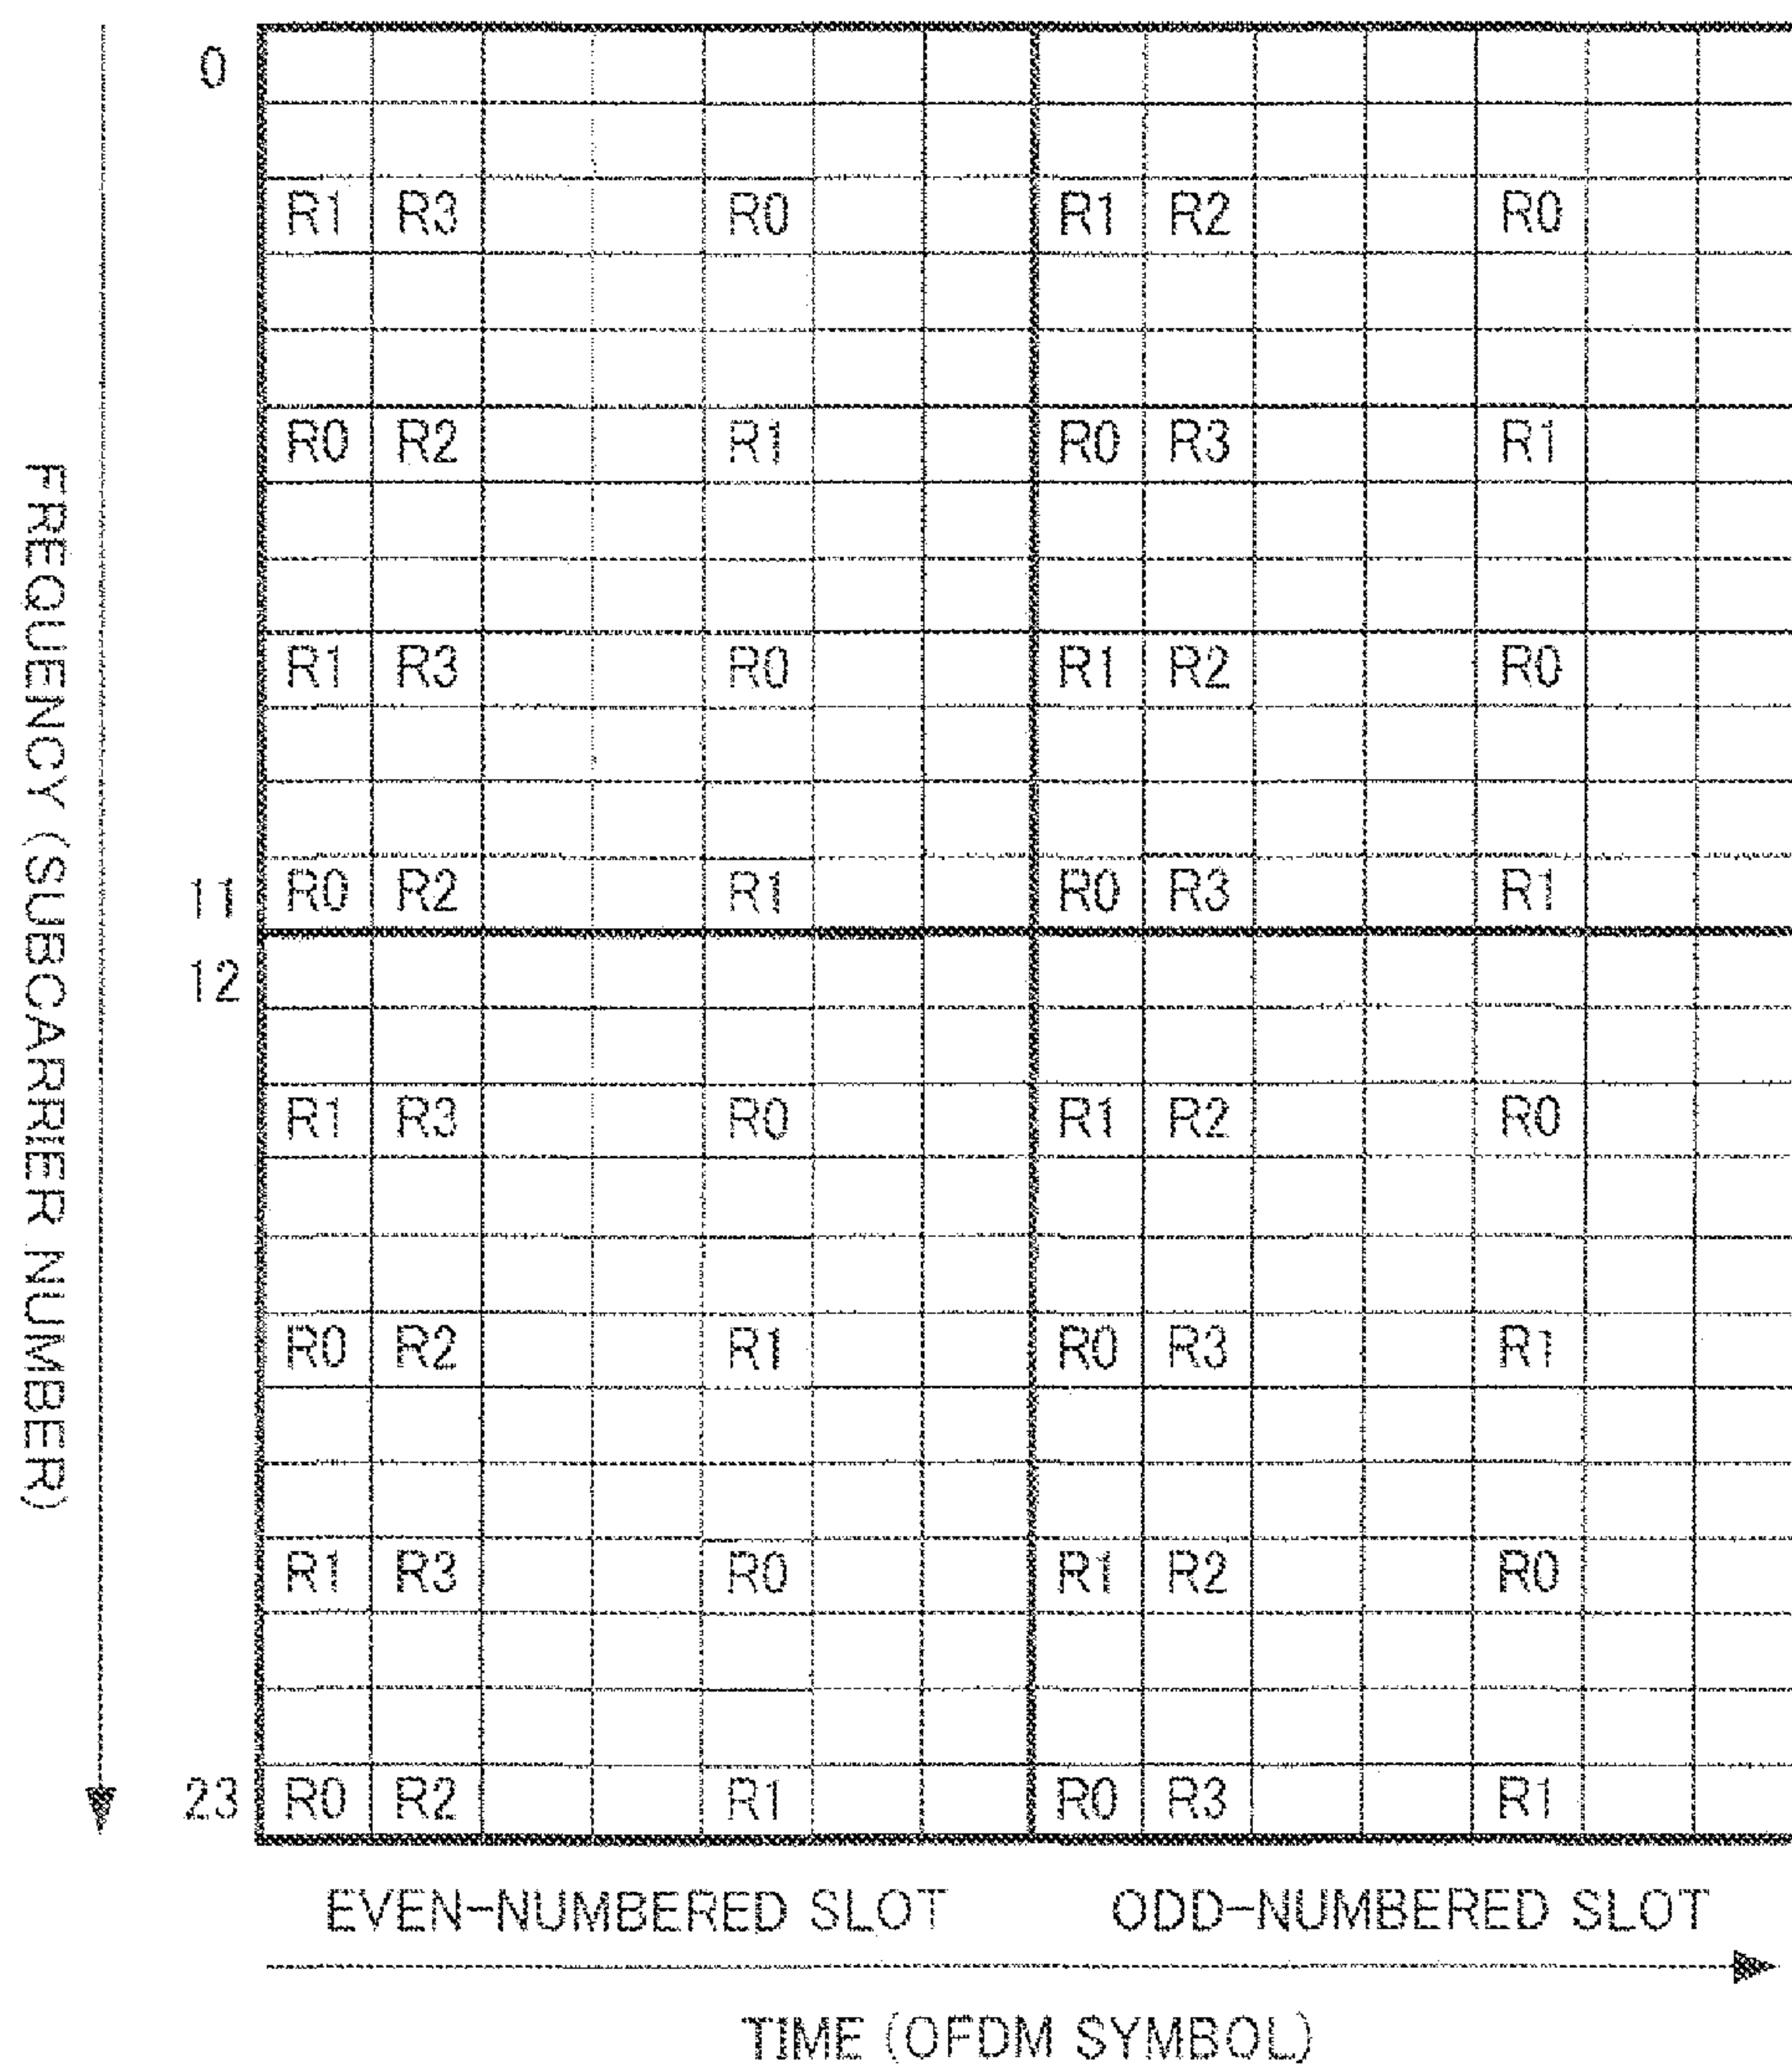 0
R1 R3 R0 R1 R2 R0
R0 R2 R1 R0 R3 R1
R1 R3 R0 R1 R2 R0
11 R0 R2 R1 R0 R3 R1
12
R1 R3 R0 R1 R2 R0
R0 R2 R1 R0 R3 R1
R1 R3 R0 R1 R2 R0
23 R0 R2 R1 R0 R3 R1
FREQUENCY (SUBCARRIER NUMBER)
EVEN-NUMBERED SLOT ODD-NUMBERED SLOT
TIME (OFDM SYMBOL)